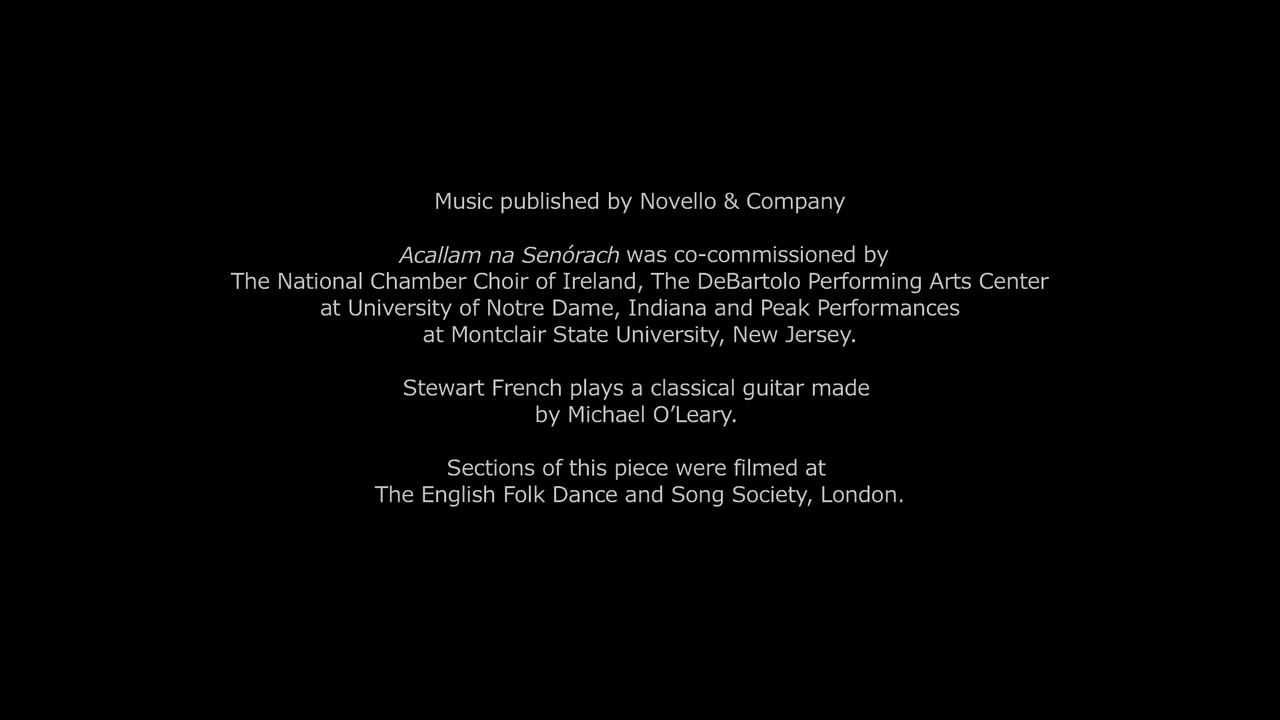 Music published by Novello & Company
Acallam na Senórach was co-commissioned by
The National Chamber Choir of Ireland, The DeBartolo Performing Arts Center
at University of Notre Dame, Indiana and Peak Performances
at Montclair State University, New Jersey.
Stewart French plays a classical guitar made
by Michael O’Leary.
Sections of this piece were filmed at
The English Folk Dance and Song Society, London.